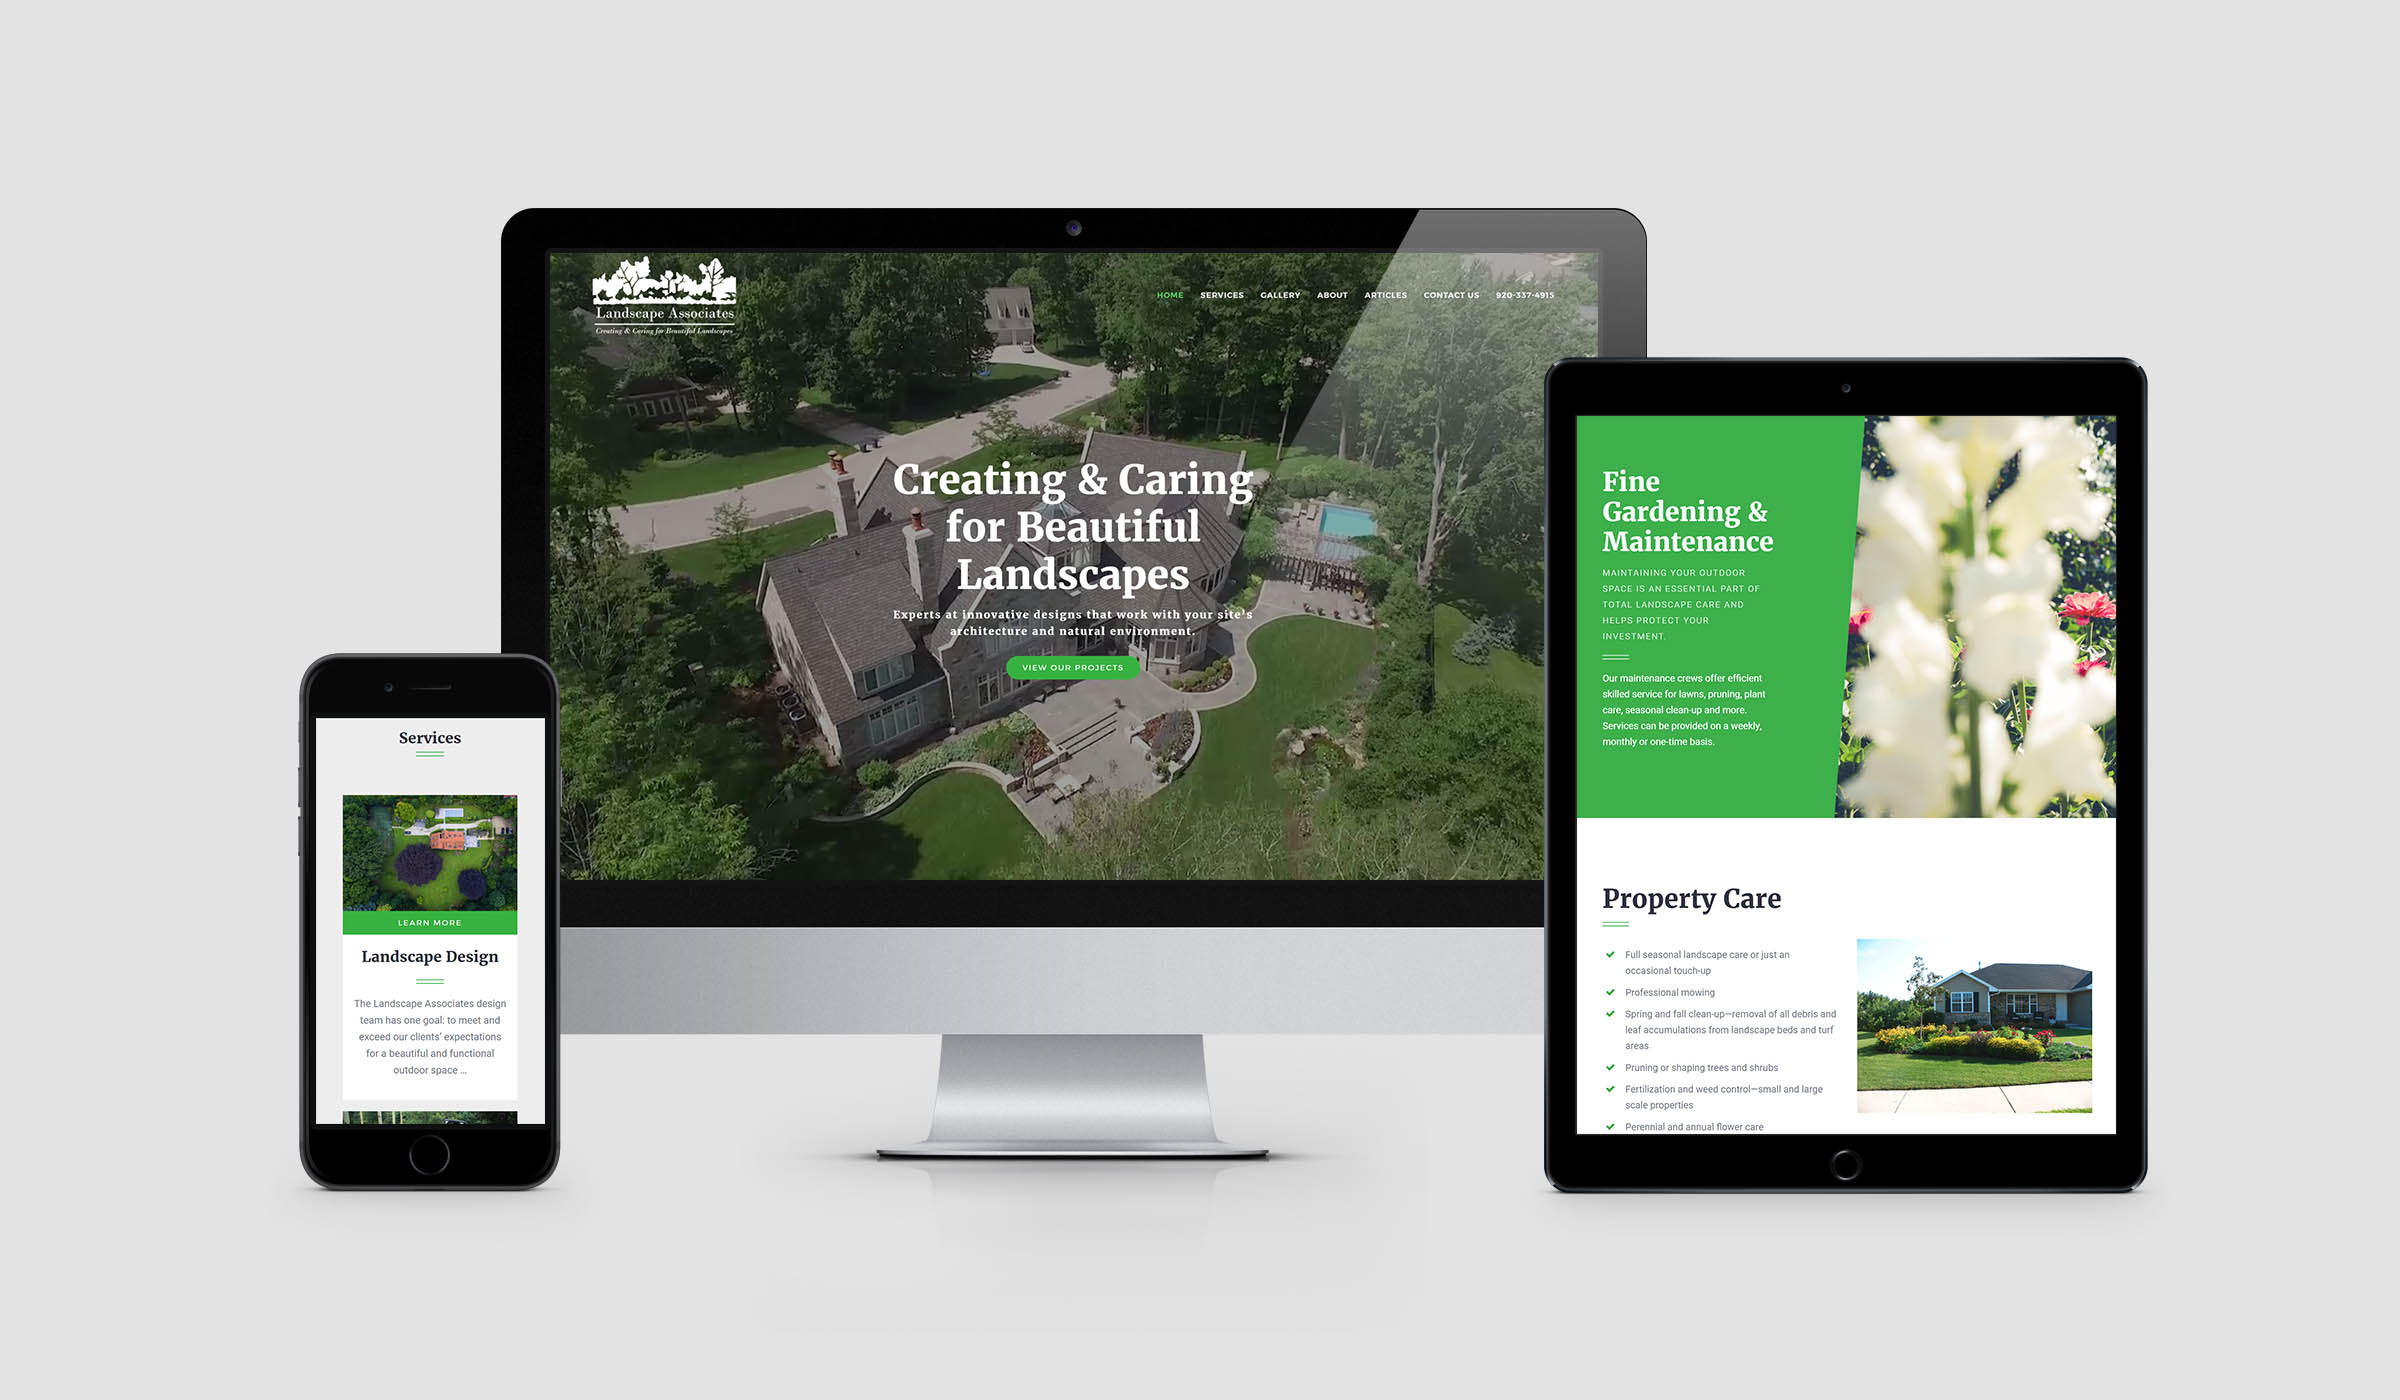 Landscape Associates
Creating & Caring for Beautiful Landscapes
HOME SERVICES GALLERY ABOUT ARTICLES CONTACT US 920-337-4915
Creating & Caring
for Beautiful
Landscapes
Experts at innovative designs that work with your site's
architecture and natural environment.
VIEW OUR PROJECTS
Services
LEARN MORE
Landscape Design
The Landscape Associates design
team has one goal: to meet and
exceed our clients' expectations
for a beautiful and functional
outdoor space ...
Fine
Gardening &
Maintenance
MAINTAINING YOUR OUTDOOR
SPACE IS AN ESSENTIAL PART OF
TOTAL LANDSCAPE CARE AND
HELPS PROTECT YOUR
INVESTMENT.
Our maintenance crews offer efficient
skilled service for lawns, pruning, plant
care, seasonal clean-up and more.
Services can be provided on a weekly,
monthly or one-time basis.
Property Care
Full seasonal landscape care or just an
occasional touch-up
Professional mowing
Spring and fall clean-up—removal of all debris and
leaf accumulations from landscape beds and turf
areas
Pruning or shaping trees and shrubs
Fertilization and weed control—small and large
scale properties
Perennial and annual flower care